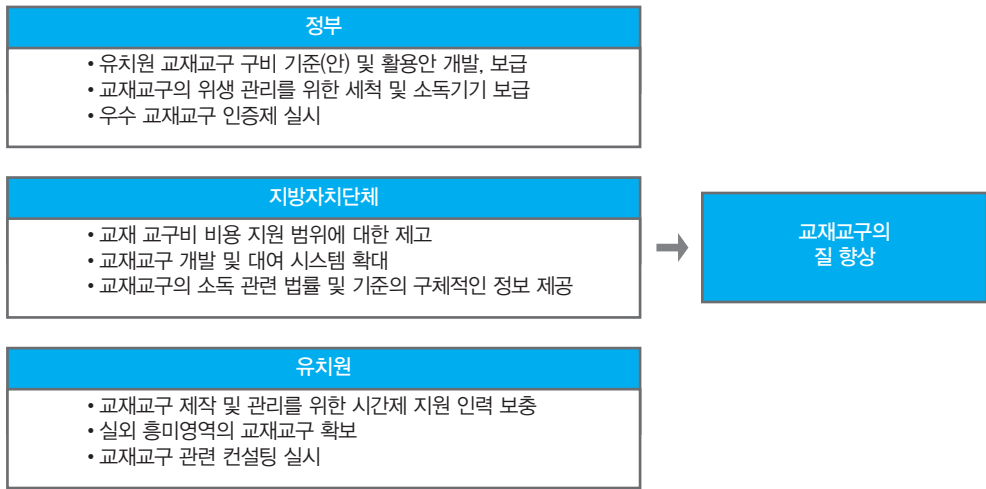 정부
• 유치원 교재교구 구비 기준(안) 및 활용안 개발, 보급
• 교재교구의 위생 관리를 위한 세척 및 소독기기 보급
• 우수 교재교구 인증제 실시
지방자치단체
• 교재 교구비 비용 지원 범위에 대한 제고
• 교재교구 개발 및 대여 시스템 확대
• 교재교구의 소독 관련 법률 및 기준의 구체적인 정보 제공
교재교구의
질 향상
유치원
• 교재교구 제작 및 관리를 위한 시간제 지원 인력 보충
• 실외 흥미영역의 교재교구 확보
• 교재교구 관련 컨설팅 실시